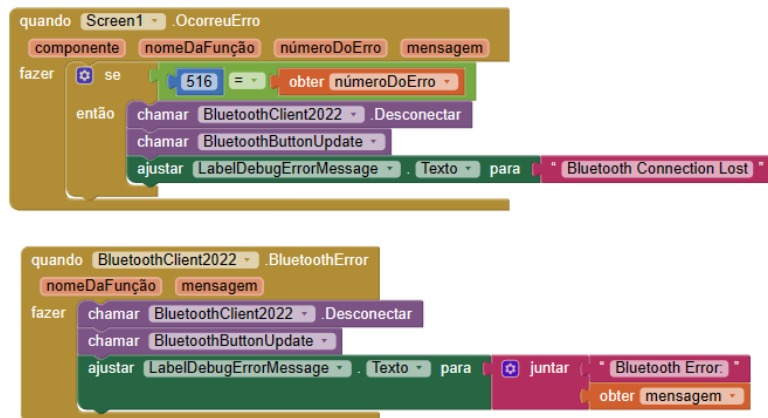 quando Screen1 .OcorreuErro
componente nomeDaFunção númeroDoErro mensagem
fazer se 516 = obter númeroDoErro
então chamar BluetoothClient2022 .Desconectar
chamar BluetoothButtonUpdate
ajustar LabelDebugErrorMessage . Texto para " Bluetooth Connection Lost "
quando BluetoothClient2022 .BluetoothError
nomeDaFunção mensagem
fazer chamar BluetoothClient2022 .Desconectar
chamar BluetoothButtonUpdate
ajustar LabelDebugErrorMessage . Texto para juntar " Bluetooth Error: "
obter mensagem